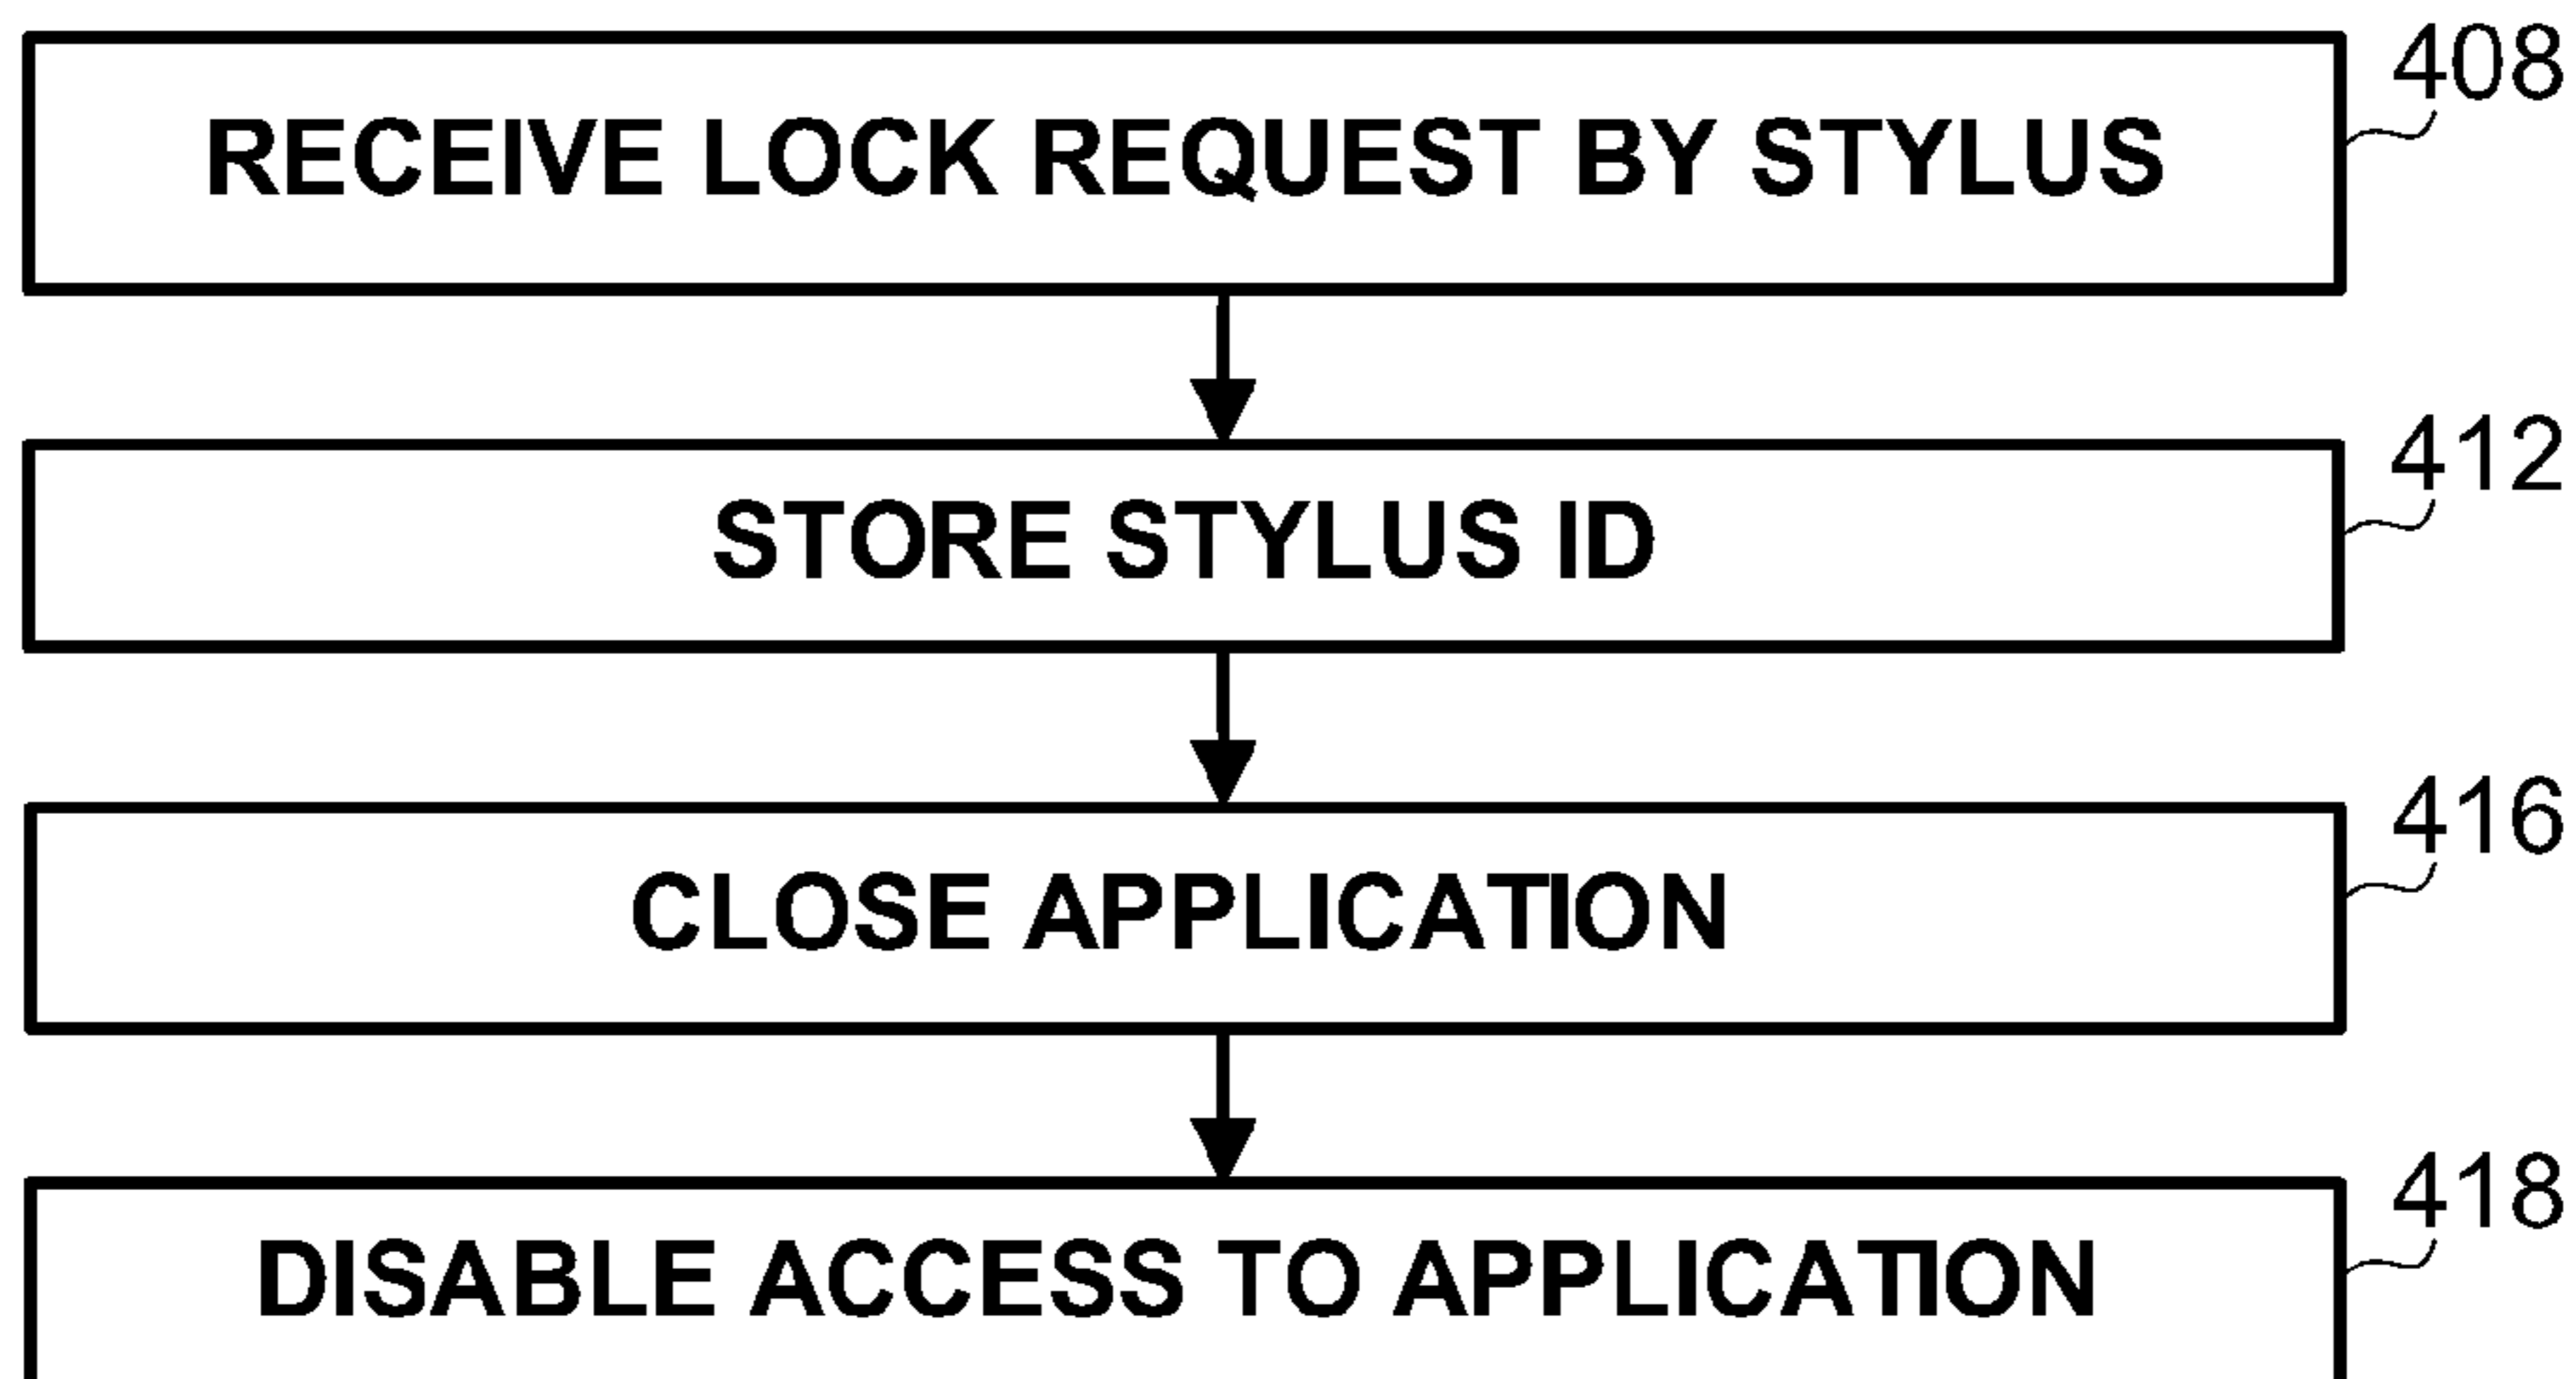 408
RECEIVE LOCK REQUEST BY STYLUS
412
STORE STYLUS ID
416
CLOSE APPLICATION
418
DISABLE ACCESS TO APPLICATION